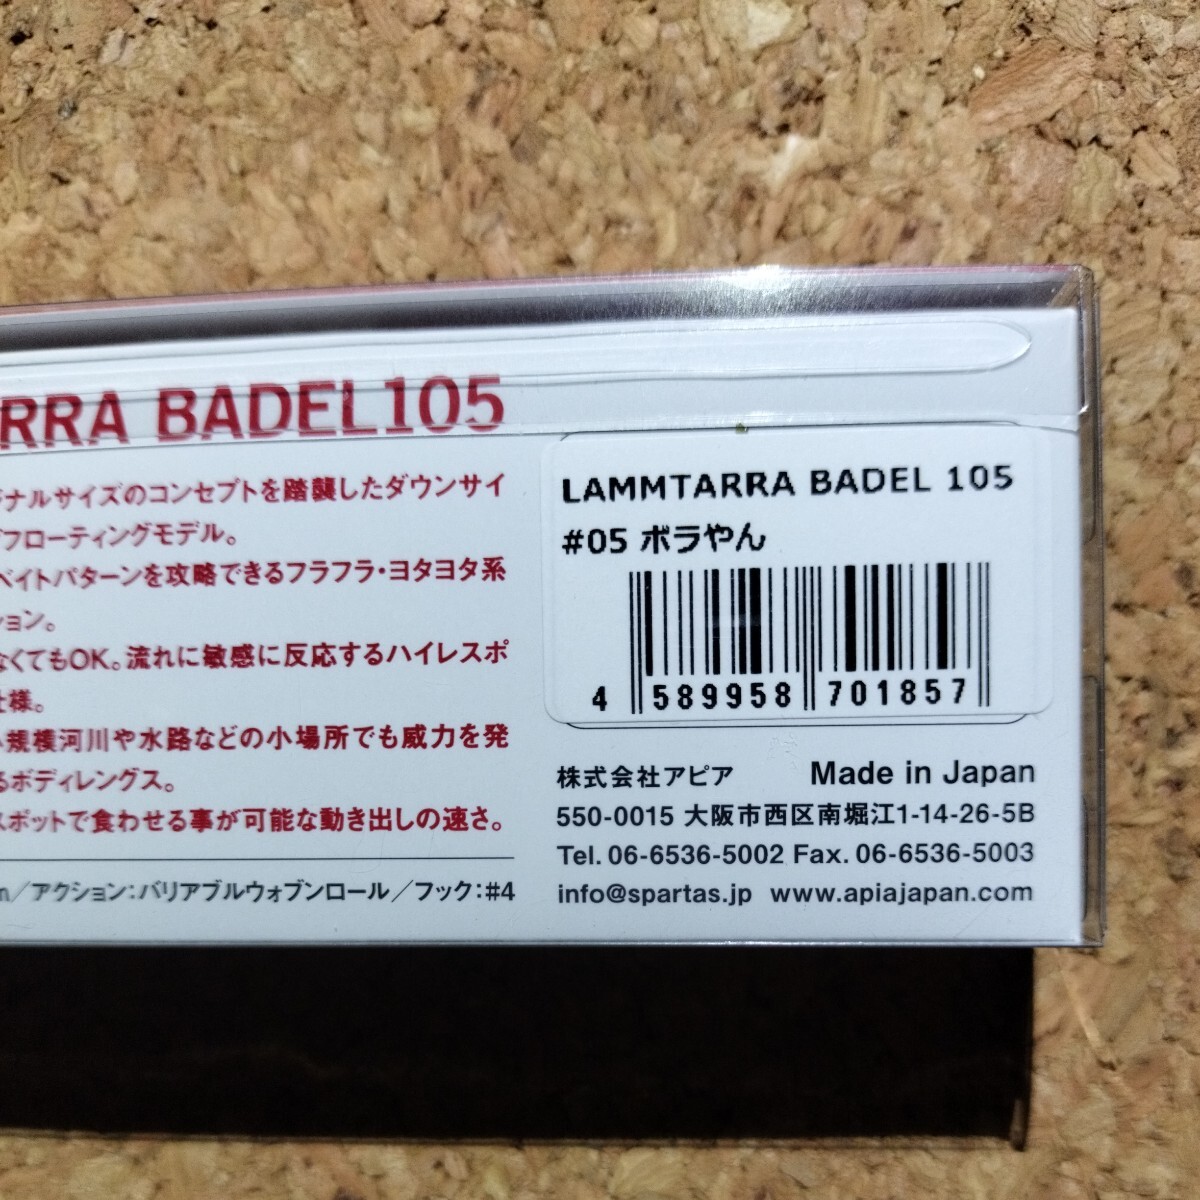 RRA BADEL105
ナルサイズのコンセプトを踏襲したダウンサイ
フローティングモデル。
ベイトパターンを攻略できるフラフラ・ヨタヨタ系
ション。
なくてもOK。流れに敏感に反応するハイレスポ
仕様。
規模河川や水路などの小場所でも威力を発
るボディレングス。
スポットで食わせる事が可能な動き出しの速さ。
/アクション:バリアブルウォブンロール/フック:#4
LAMMTARRA BADEL 105
#05 ボラやん
4 589958 701857
株式会社アピア Made in Japan
550-0015 大阪市西区南堀江1-14-26-5B
Tel. 06-6536-5002 Fax. 06-6536-5003
info@spartas.jp www.apiajapan.com